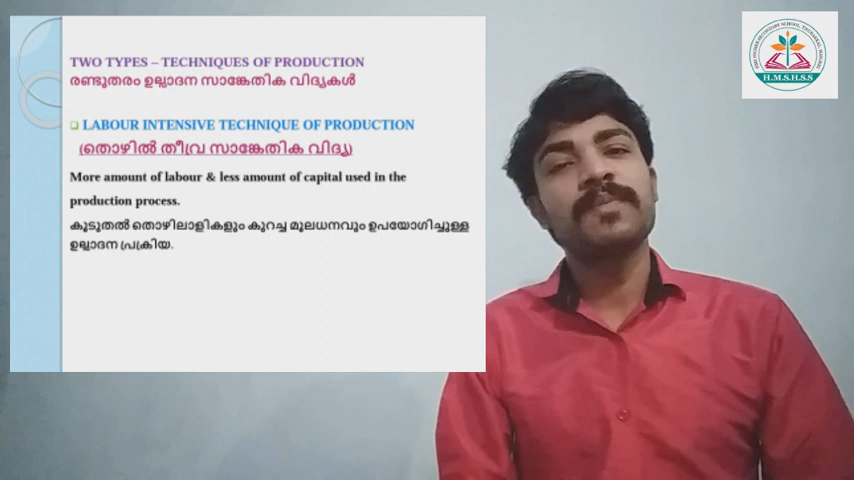 TWO TYPES – TECHNIQUES OF PRODUCTION
രണ്ടുതരം ഉല്പാദന സാങ്കേതിക വിദ്യകൾ
LABOUR INTENSIVE TECHNIQUE OF PRODUCTION
(തൊഴിൽ തീവ്ര സാങ്കേതിക വിദ്യ)
More amount of labour & less amount of capital used in the
production process.
കൂടുതൽ തൊഴിലാളികളും കുറച്ച മൂലധനവും ഉപയോഗിച്ചുള്ള
ഉല്പാദന പ്രക്രിയ.
H.M.S.H.S.S